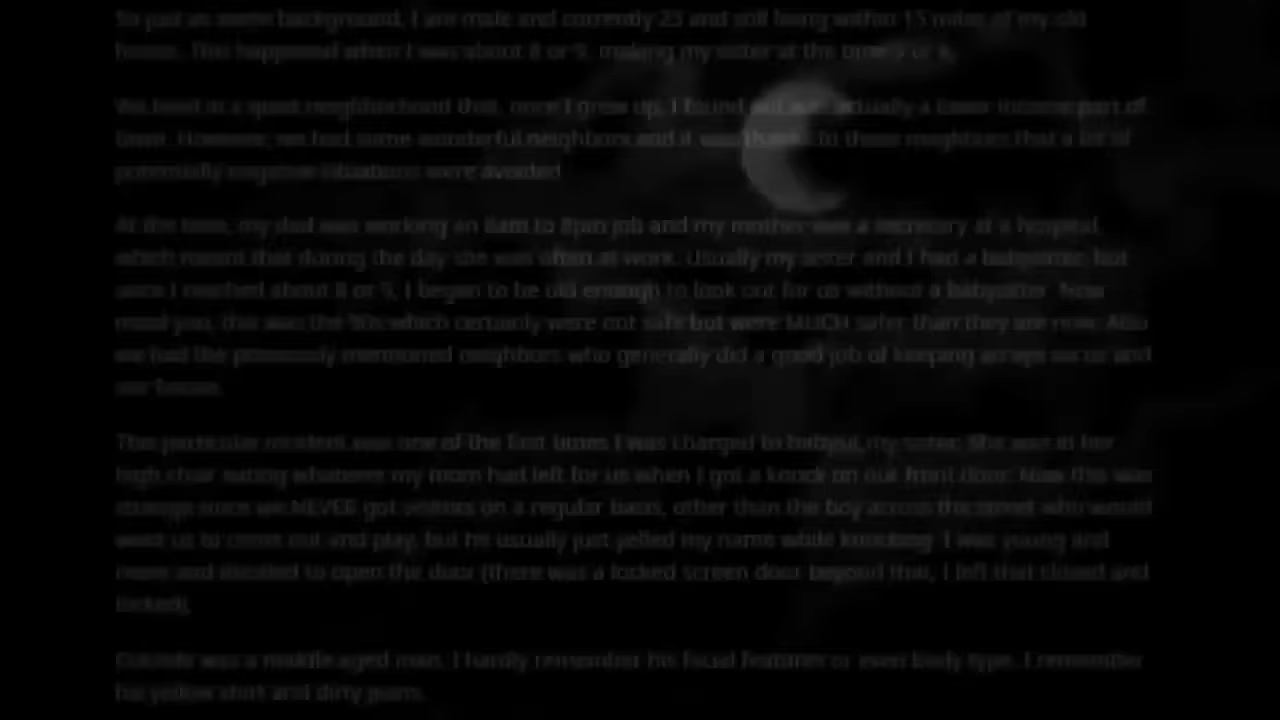 So just as some background, I am male and currently 23 and still living within 15 miles of my old
home. This happened when I was about 8 or 9, making my sister at the time 3 or 4.
We lived in a quiet neighborhood that, once I grew up, I found out was actually a lower income part of
town. However, we had some wonderful neighbors and it was thanks to these neighbors that a lot of
potentially negative situations were avoided.
At the time, my dad was working an 8am to 8pm job and my mother was a secretary at a hospital
which meant that during the day she was often at work. Usually my sister and I had a babysitter, but
once I reached about 8 or 9, I began to be old enough to look out for us without a babysitter. Now
mind you, this was the 90s which certainly were not safe but were MUCH safer than they are now. Also
we had the previously mentioned neighbors who generally did a good job of keeping an eye on us and
our house.
This particular incident was one of the first times I was charged to babysit my sister. She was in her
high chair eating whatever my mom had left for us when I got a knock on our front door. Now this was
strange since we NEVER got visitors on a regular basis, other than the boy across the street who would
want us to come out and play, but he usually just yelled my name while knocking. I was young and
naive and decided to open the door (there was a locked screen door beyond that, I left that closed and
locked).
Outside was a middle aged man. I hardly remember his facial features or even body type. I remember
his yellow shirt and dirty jeans.